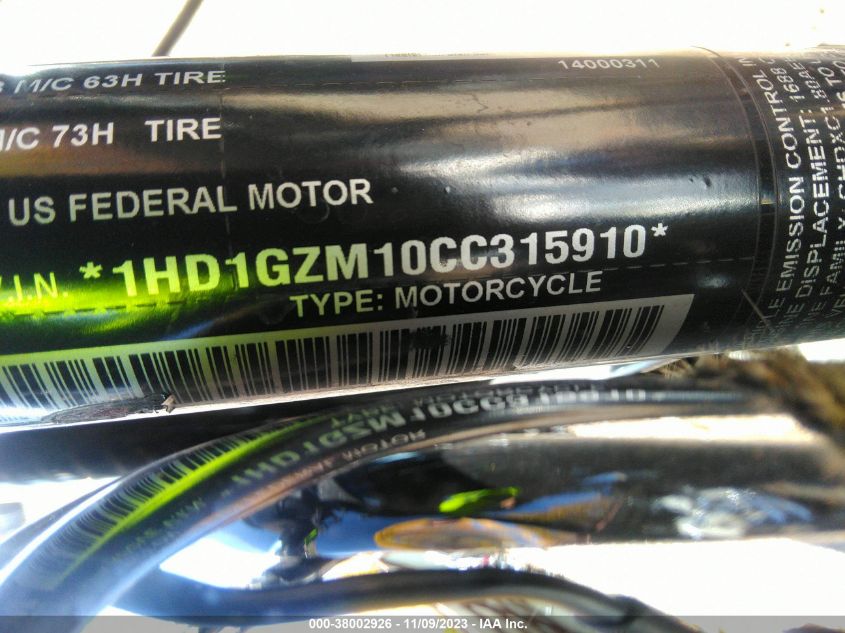 M/C 63H TIRE
14000311
M/C 73H TIRE
US FEDERAL MOTOR
V.I.N. *1HD1GZM10CC315910*
TYPE: MOTORCYCLE
EMISSION CONTROL
DISPLACEMENT: 1688
000-38002926 - 11/09/2023 - IAA Inc.